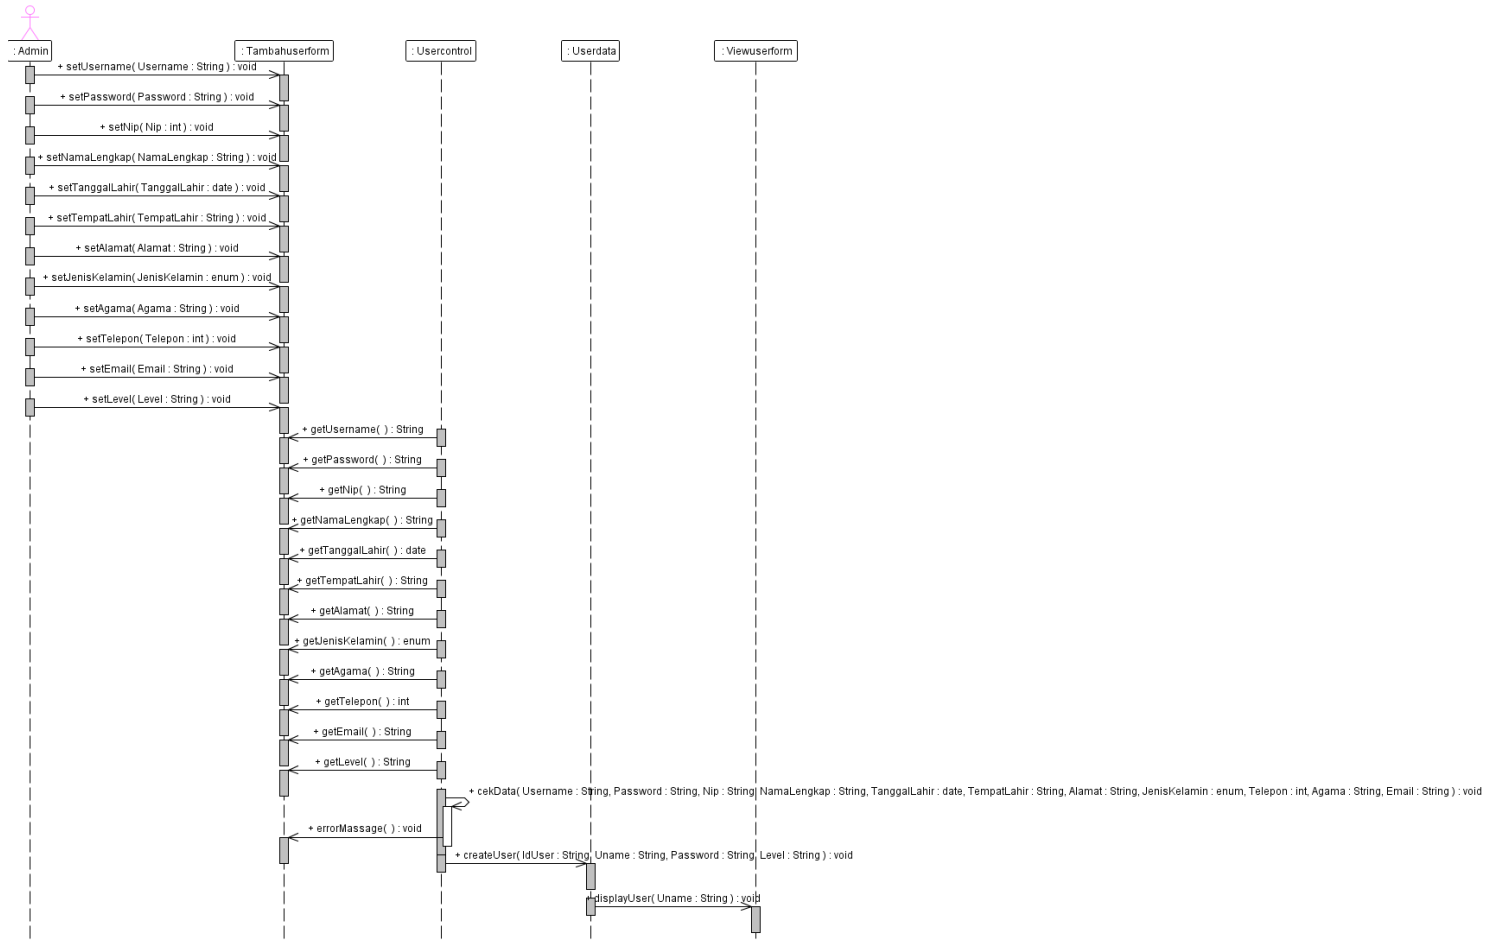 : Admin
: Tambahuserform
: Usercontrol
: Userdata
: Viewuserform
+ setUsername( Username : String ) : void
+ setPassword( Password : String ) : void
+ setNip( Nip : int ) : void
+ setNamaLengkap( NamaLengkap : String ) : void
+ setTanggalLahir( TanggalLahir : date ) : void
+ setTempatLahir( TempatLahir : String ) : void
+ setAlamat( Alamat : String ) : void
+ setJenisKelamin( JenisKelamin : enum ) : void
+ setAgama( Agama : String ) : void
+ setTelepon( Telepon : int ) : void
+ setEmail( Email : String ) : void
+ setLevel( Level : String ) : void
+ getUsername( ) : String
+ getPassword( ) : String
+ getNip( ) : String
+ getNamaLengkap( ) : String
+ getTanggalLahir( ) : date
+ getTempatLahir( ) : String
+ getAlamat( ) : String
+ getJenisKelamin( ) : enum
+ getAgama( ) : String
+ getTelepon( ) : int
+ getEmail( ) : String
+ getLevel( ) : String
+ cekData( Username : String, Password : String, Nip : String, NamaLengkap : String, TanggalLahir : date, TempatLahir : String, Alamat : String, JenisKelamin : enum, Telepon : int, Agama : String, Email : String ) : void
+ errorMassage( ) : void
+ createUser( IdUser : String, Uname : String, Password : String, Level : String ) : void
+ displayUser( Uname : String ) : void